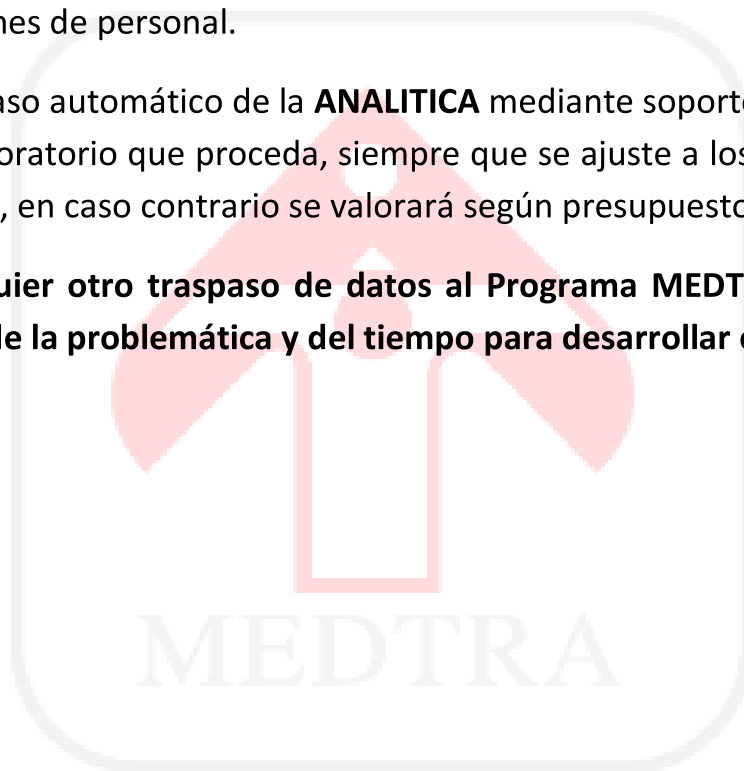 nes de personal.
aso automático de la ANALITICA mediante soporte
oratorio que proceda, siempre que se ajuste a los
, en caso contrario se valorará según presupuesto
uier otro traspaso de datos al Programa MEDT
de la problemática y del tiempo para desarrollar
MEDTRA